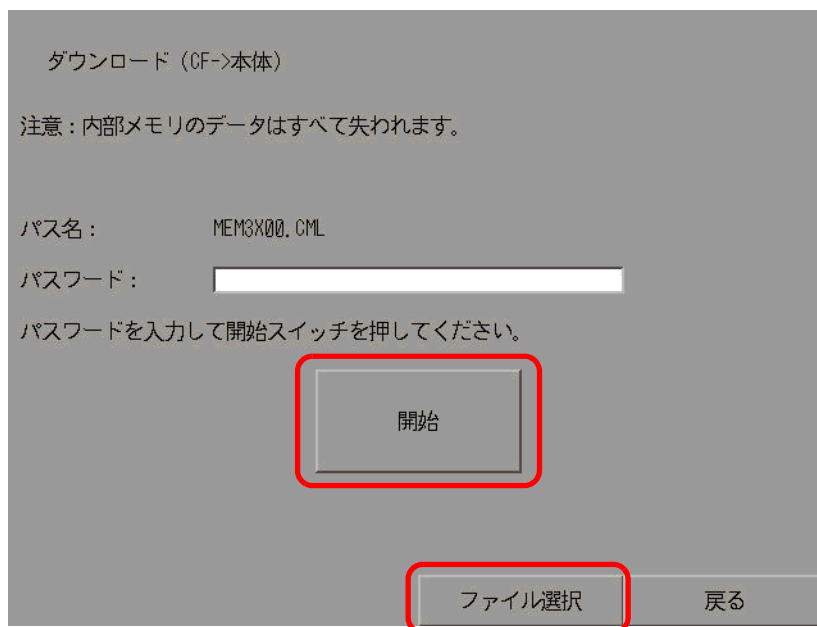 ダウンロード（CF->本体）
注意：内部メモリのデータはすべて失われます。
パス名： MEM3X00.CML
パスワード：
パスワードを入力して開始スイッチを押してください。
開始
ファイル選択 戻る